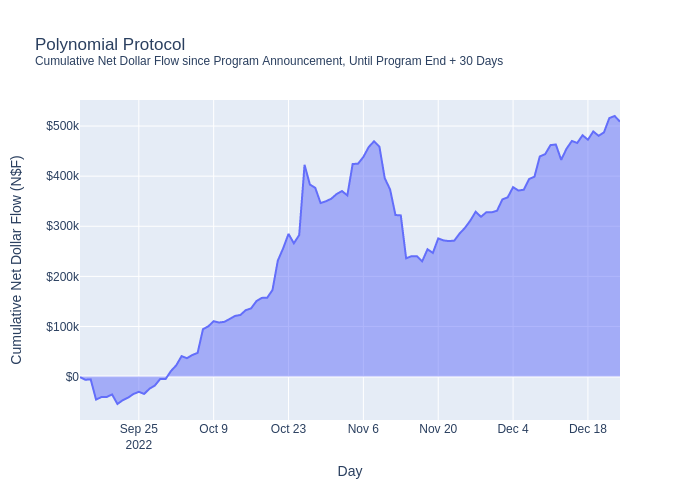 Polynomial Protocol
Cumulative Net Dollar Flow since Program Announcement, Until Program End + 30 Days
Cumulative Net Dollar Flow (N$F)
$500k
$400k
$300k
$200k
$100k
$0
Sep 25
2022
Oct 9
Oct 23
Nov 6
Nov 20
Dec 4
Dec 18
Day